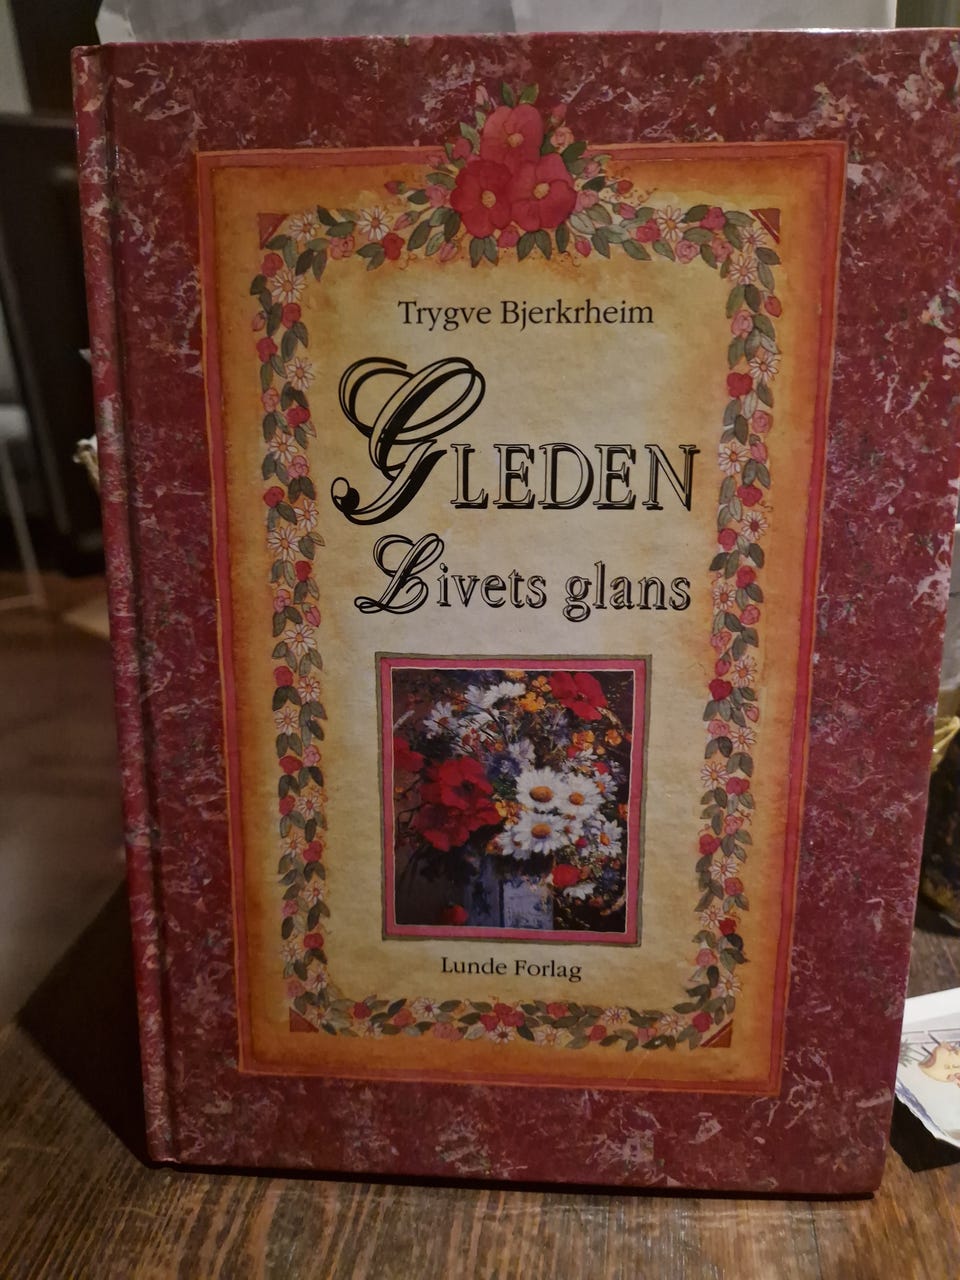 Trygve Bjerkrheim
GLEDEN
Livets glans
Lunde Forlag